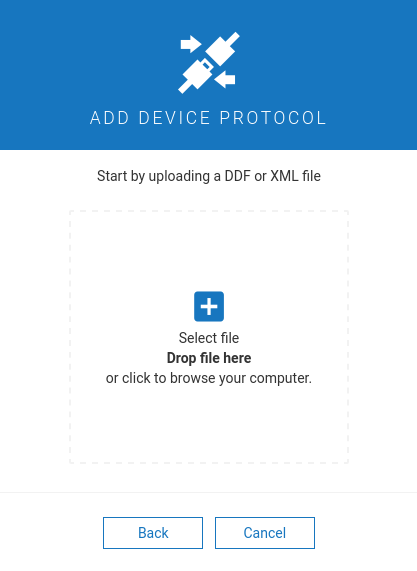 ADD DEVICE PROTOCOL
Start by uploading a DDF or XML file
Select file
Drop file here
or click to browse your computer.
Back
Cancel